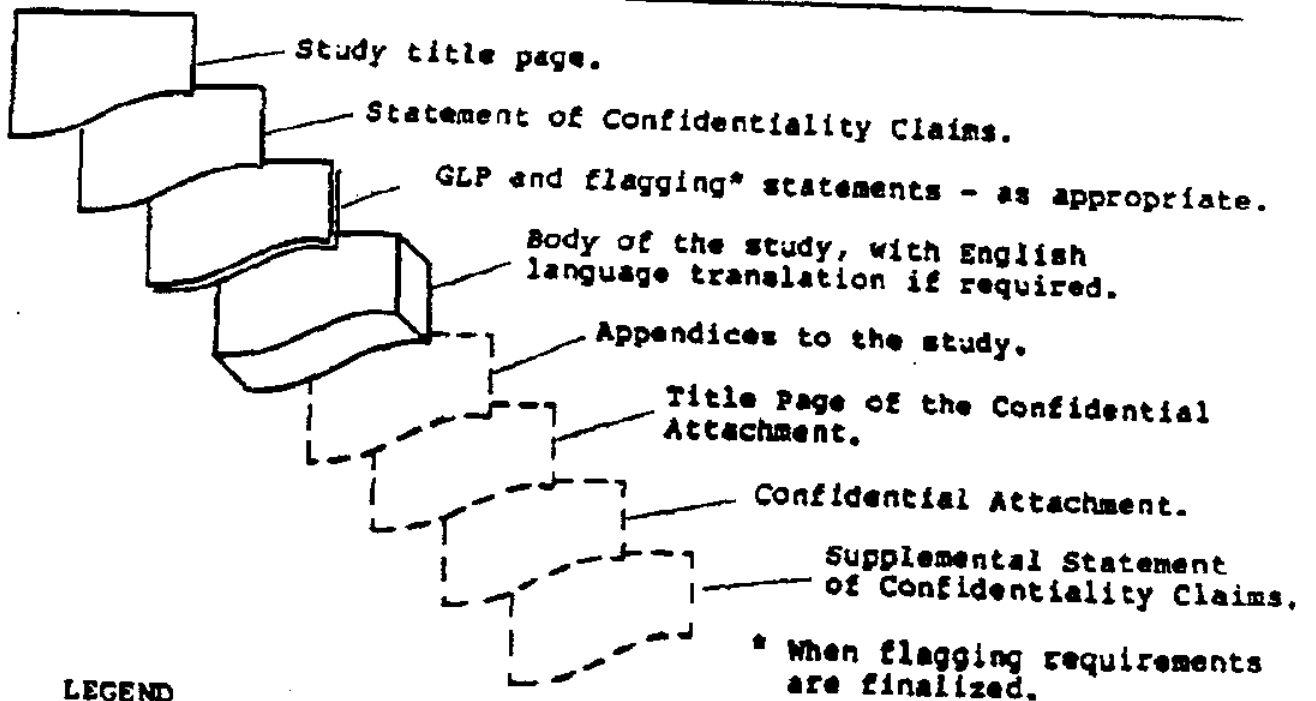 Study title page.
Statement of Confidentiality Claims.
GLP and flagging* statements - as appropriate.
Body of the study, with English
language translation if required.
Appendices to the study.
Title Page of the Confidential
Attachment.
Confidential Attachment.
Supplemental Statement
of Confidentiality Claims.
* When flagging requirements
are finalized.
LEGEND